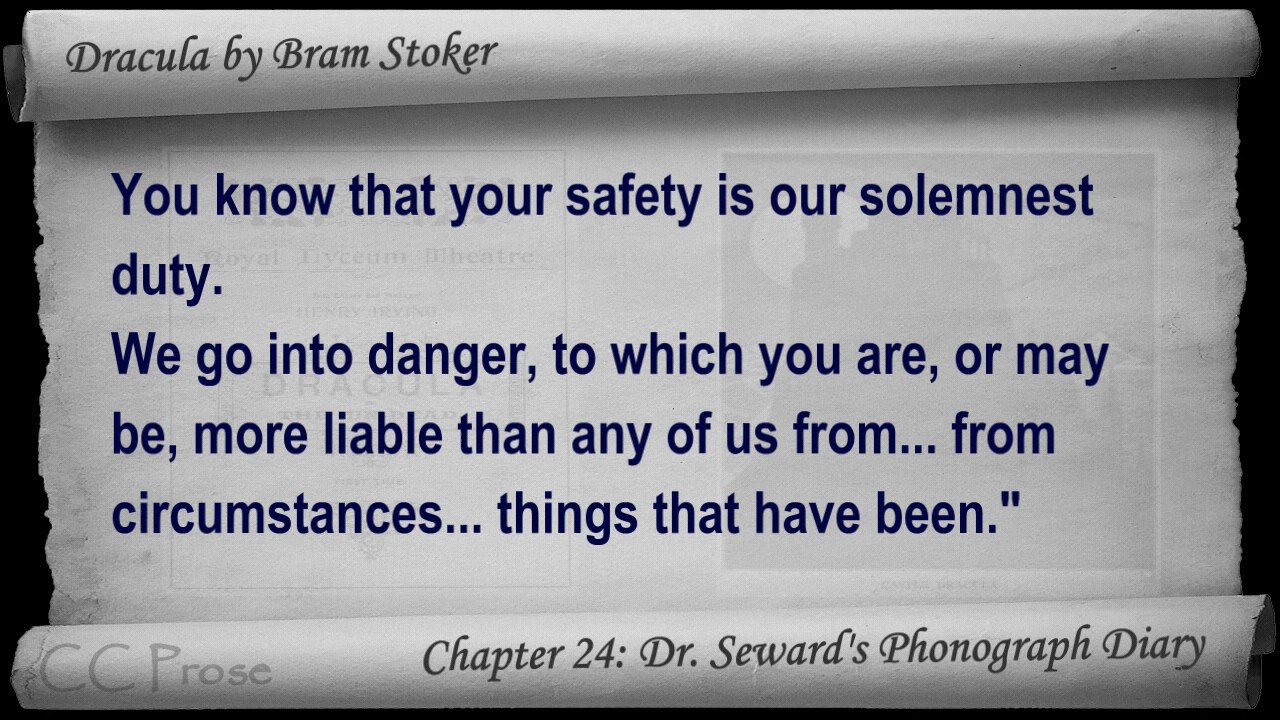 Dracula by Bram Stoker
You know that your safety is our solemnest
duty.
We go into danger, to which you are, or may
be, more liable than any of us from... from
circumstances... things that have been."
Royal Lyceum Theatre
HENRY IRVING
DRACULA
CASTLE DRACULA
CC Prose
Chapter 24: Dr. Seward's Phonograph Diary